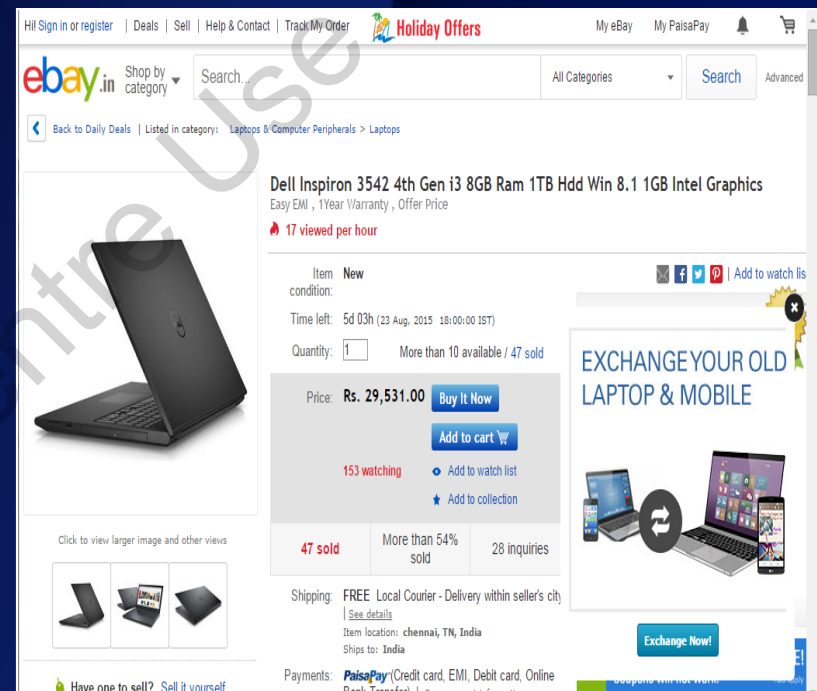 Hi! Sign in or register | Deals | Sell | Help & Contact | Track My Order Holiday Offers My eBay My PaisaPay
ebay.in Shop by category Search... All Categories Search Advanced
Back to Daily Deals | Listed in category: Laptops & Computer Peripherals > Laptops
Dell Inspiron 3542 4th Gen i3 8GB Ram 1TB Hdd Win 8.1 1GB Intel Graphics
Easy EMI , 1Year Warranty , Offer Price
17 viewed per hour
Item condition: New
| Add to watch lis
Time left: 5d 03h (23 Aug, 2015 18:00:00 IST)
Quantity: 1 More than 10 available / 47 sold
Price: Rs. 29,531.00 Buy It Now
Add to cart
153 watching Add to watch list
Add to collection
47 sold
More than 54% sold
28 inquiries
Shipping: FREE Local Courier - Delivery within seller's city
| See details
Item location: chennai, TN, India
Ships to: India
Payments: PaisaPay (Credit card, EMI, Debit card, Online
EXCHANGE YOUR OLD
LAPTOP & MOBILE
Exchange Now!
Click to view larger image and other views
Have one to sell? Sell it yourself
entre Use